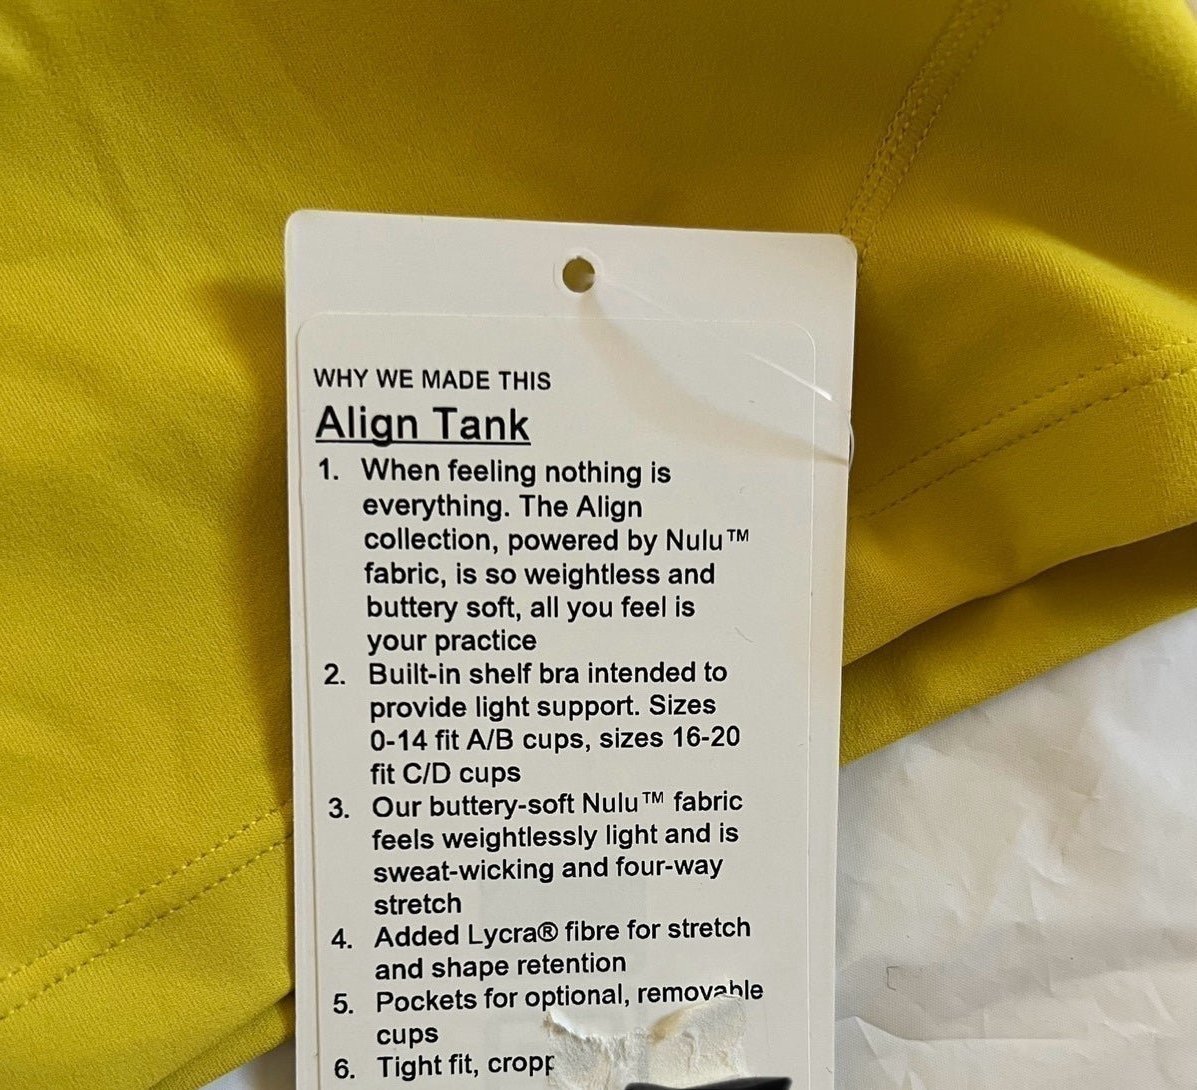 WHY WE MADE THIS
Align Tank
1. When feeling nothing is
everything. The Align
collection, powered by Nulu™
fabric, is so weightless and
buttery soft, all you feel is
your practice
2. Built-in shelf bra intended to
provide light support. Sizes
0-14 fit A/B cups, sizes 16-20
fit C/D cups
3. Our buttery-soft Nulu™ fabric
feels weightlessly light and is
sweat-wicking and four-way
stretch
4. Added Lycra® fibre for stretch
and shape retention
5. Pockets for optional, removable
cups
6. Tight fit,